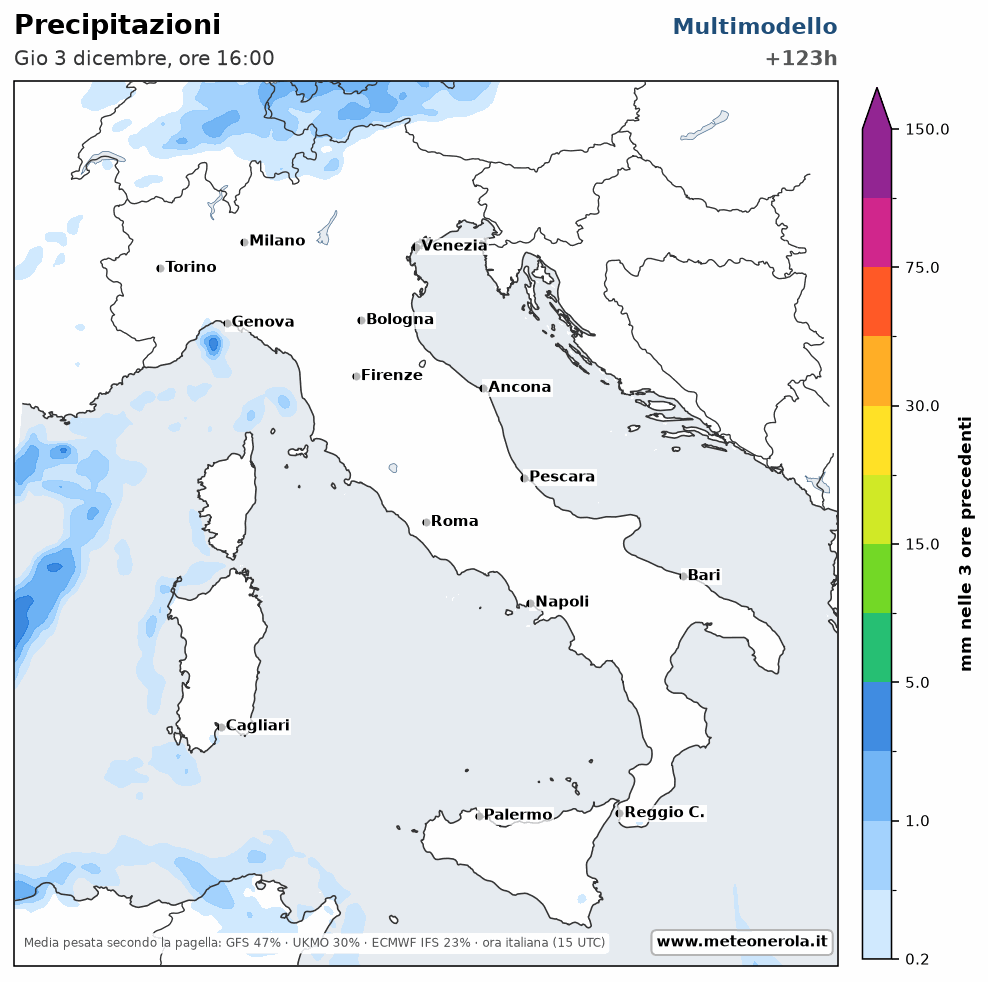 Precipitazioni
Multimodello
Gio 3 dicembre, ore 16:00
+123h
150.0
75.0
30.0
15.0
5.0
1.0
0.2
mm nelle 3 ore precedenti
Milano
Venezia
Torino
Genova
Bologna
Firenze
Ancona
Pescara
Roma
Bari
Napoli
Cagliari
Palermo
Reggio C.
Media pesata secondo la pagella: GFS 47% · UKMO 30% · ECMWF IFS 23% · ora italiana (15 UTC)
www.meteonerola.it